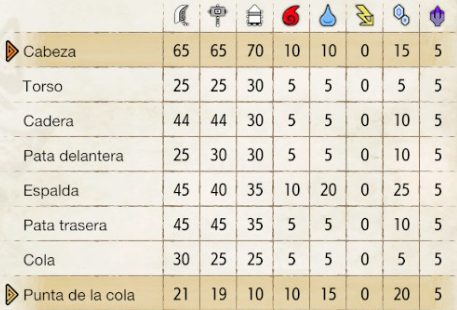 Cabeza 65 65 70 10 10 0 15 5
Torso 25 25 30 5 5 0 5 5
Cadera 44 44 30 5 5 0 10 5
Pata delantera 25 30 30 5 5 0 10 5
Espalda 45 40 35 10 20 0 25 5
Pata trasera 45 45 35 5 5 0 10 5
Cola 30 25 25 5 5 0 5 5
Punta de la cola 21 19 10 10 15 0 20 5